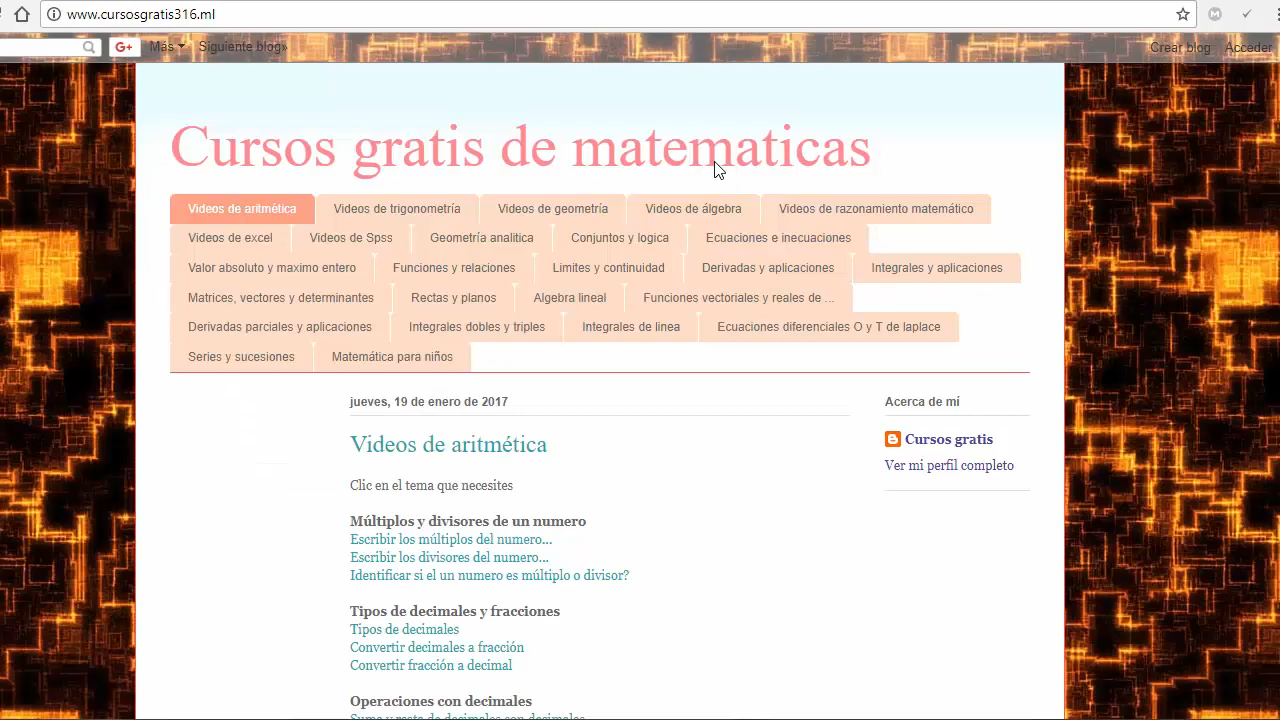 www.cursosgratis316.ml
G+ Más Siguiente blog» Crear blog Acceder
Cursos gratis de matematicas
Videos de aritmética Videos de trigonometría Videos de geometría Videos de álgebra Videos de razonamiento matemático
Videos de excel Videos de Spss Geometría analitica Conjuntos y logica Ecuaciones e inecuaciones
Valor absoluto y maximo entero Funciones y relaciones Limites y continuidad Derivadas y aplicaciones Integrales y aplicaciones
Matrices, vectores y determinantes Rectas y planos Algebra lineal Funciones vectoriales y reales de ...
Derivadas parciales y aplicaciones Integrales dobles y triples Integrales de linea Ecuaciones diferenciales O y T de laplace
Series y sucesiones Matemática para niños
jueves, 19 de enero de 2017
Videos de aritmética
Clic en el tema que necesites
Múltiplos y divisores de un numero
Escribir los múltiplos del numero...
Escribir los divisores del numero...
Identificar si el un numero es múltiplo o divisor?
Tipos de decimales y fracciones
Tipos de decimales
Convertir decimales a fracción
Convertir fracción a decimal
Operaciones con decimales
Suma y resta de decimales con decimales
Acerca de mí
Cursos gratis
Ver mi perfil completo